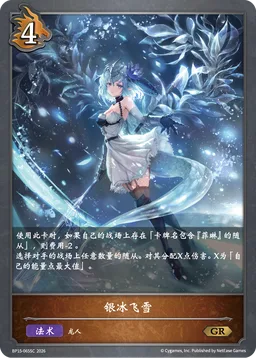 4
使用此卡时，如果自己的战场上存在「卡牌名包含『菲琳』的随
从」，则费用-2。
选择对手的战场上任意数量的随从。对其分配X点伤害。X为「自
己的能量点最大值」。
银冰飞雪
法术 龙人 GR
© Cygames, Inc. Published by NetEase Games